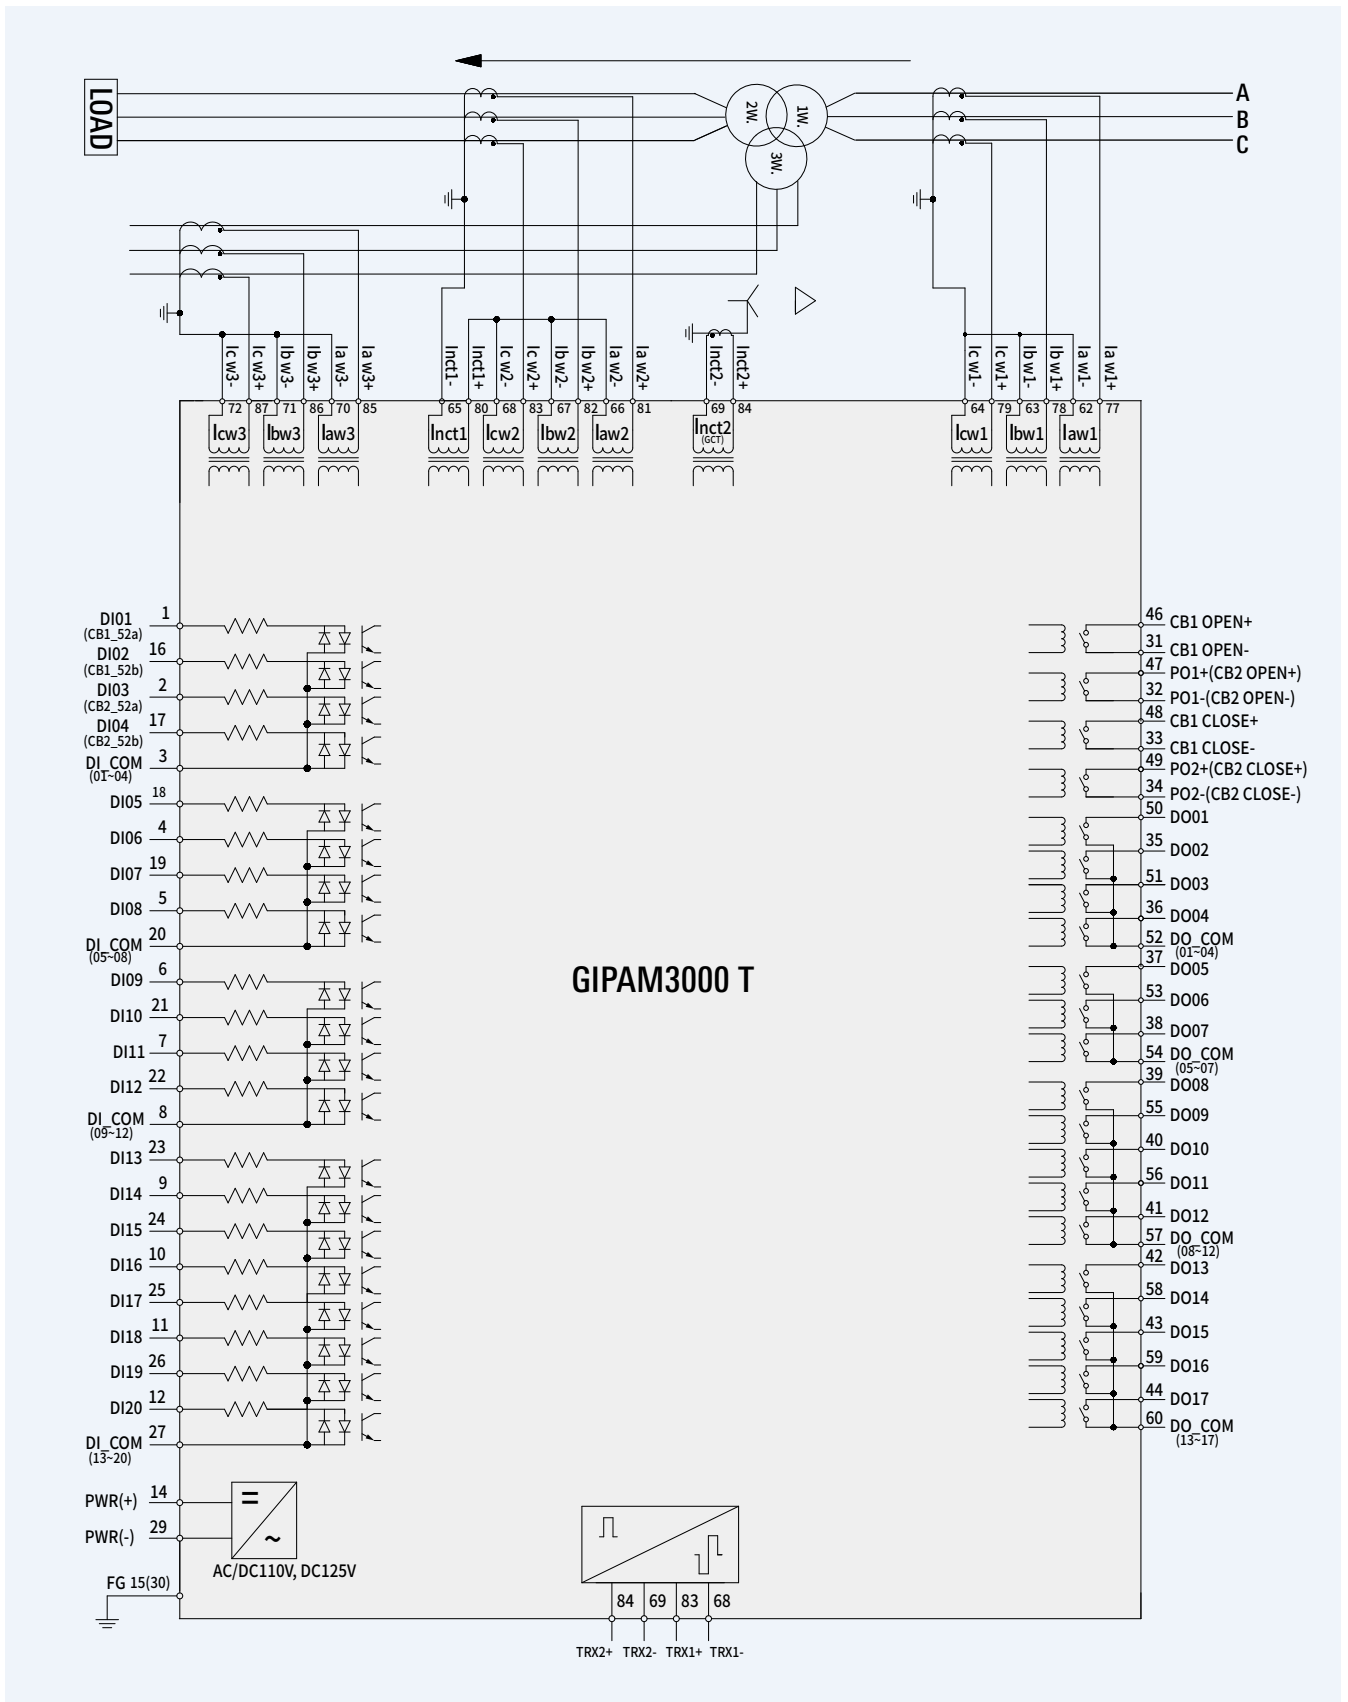 LOAD
2W.
1W.
3W.
A
B
C
Ic w3-
Ic w3+
Ib w3-
Ib w3+
Ia w3-
Ia w3+
Inct1-
Inct1+
Ic w2-
Ic w2+
Ib w2-
Ib w2+
Ia w2-
Ia w2+
Inct2-
Inct2+
Ic w1-
Ic w1+
Ib w1-
Ib w1+
Ia w1-
Ia w1+
72 87 71 86 70 85 65 80 68 83 67 82 66 81 69 84 64 79 63 78 62 77
Icw3 Ibw3 Iaw3 Inct1 Icw2 Ibw2 Iaw2 Inct2 Icw1 Ibw1 Iaw1
(GCT)
DI01 1
(CB1_52a)
DI02 16
(CB1_52b)
DI03 2
(CB2_52a)
DI04 17
(CB2_52b)
DI_COM 3
(01~04)
DI05 18
DI06 4
DI07 19
DI08 5
DI_COM 20
(05~08)
DI09 6
DI10 21
DI11 7
DI12 22
DI_COM 8
(09~12)
DI13 23
DI14 9
DI15 24
DI16 10
DI17 25
DI18 11
DI19 26
DI20 12
DI_COM 27
(13~20)
PWR(+) 14
PWR(-) 29
AC/DC110V, DC125V
FG 15(30)
GIPAM3000 T
46 CB1 OPEN+
31 CB1 OPEN-
47 PO1+(CB2 OPEN+)
32 PO1-(CB2 OPEN-)
48 CB1 CLOSE+
33 CB1 CLOSE-
49 PO2+(CB2 CLOSE+)
34 PO2-(CB2 CLOSE-)
50 DO01
35 DO02
51 DO03
36 DO04
52 DO_COM
(01~04)
37 DO05
53 DO06
38 DO07
54 DO_COM
(05~07)
39 DO08
55 DO09
40 DO10
56 DO11
41 DO12
57 DO_COM
(08~12)
42 DO13
58 DO14
43 DO15
59 DO16
44 DO17
60 DO_COM
(13~17)
84 69 83 68
TRX2+ TRX2- TRX1+ TRX1-